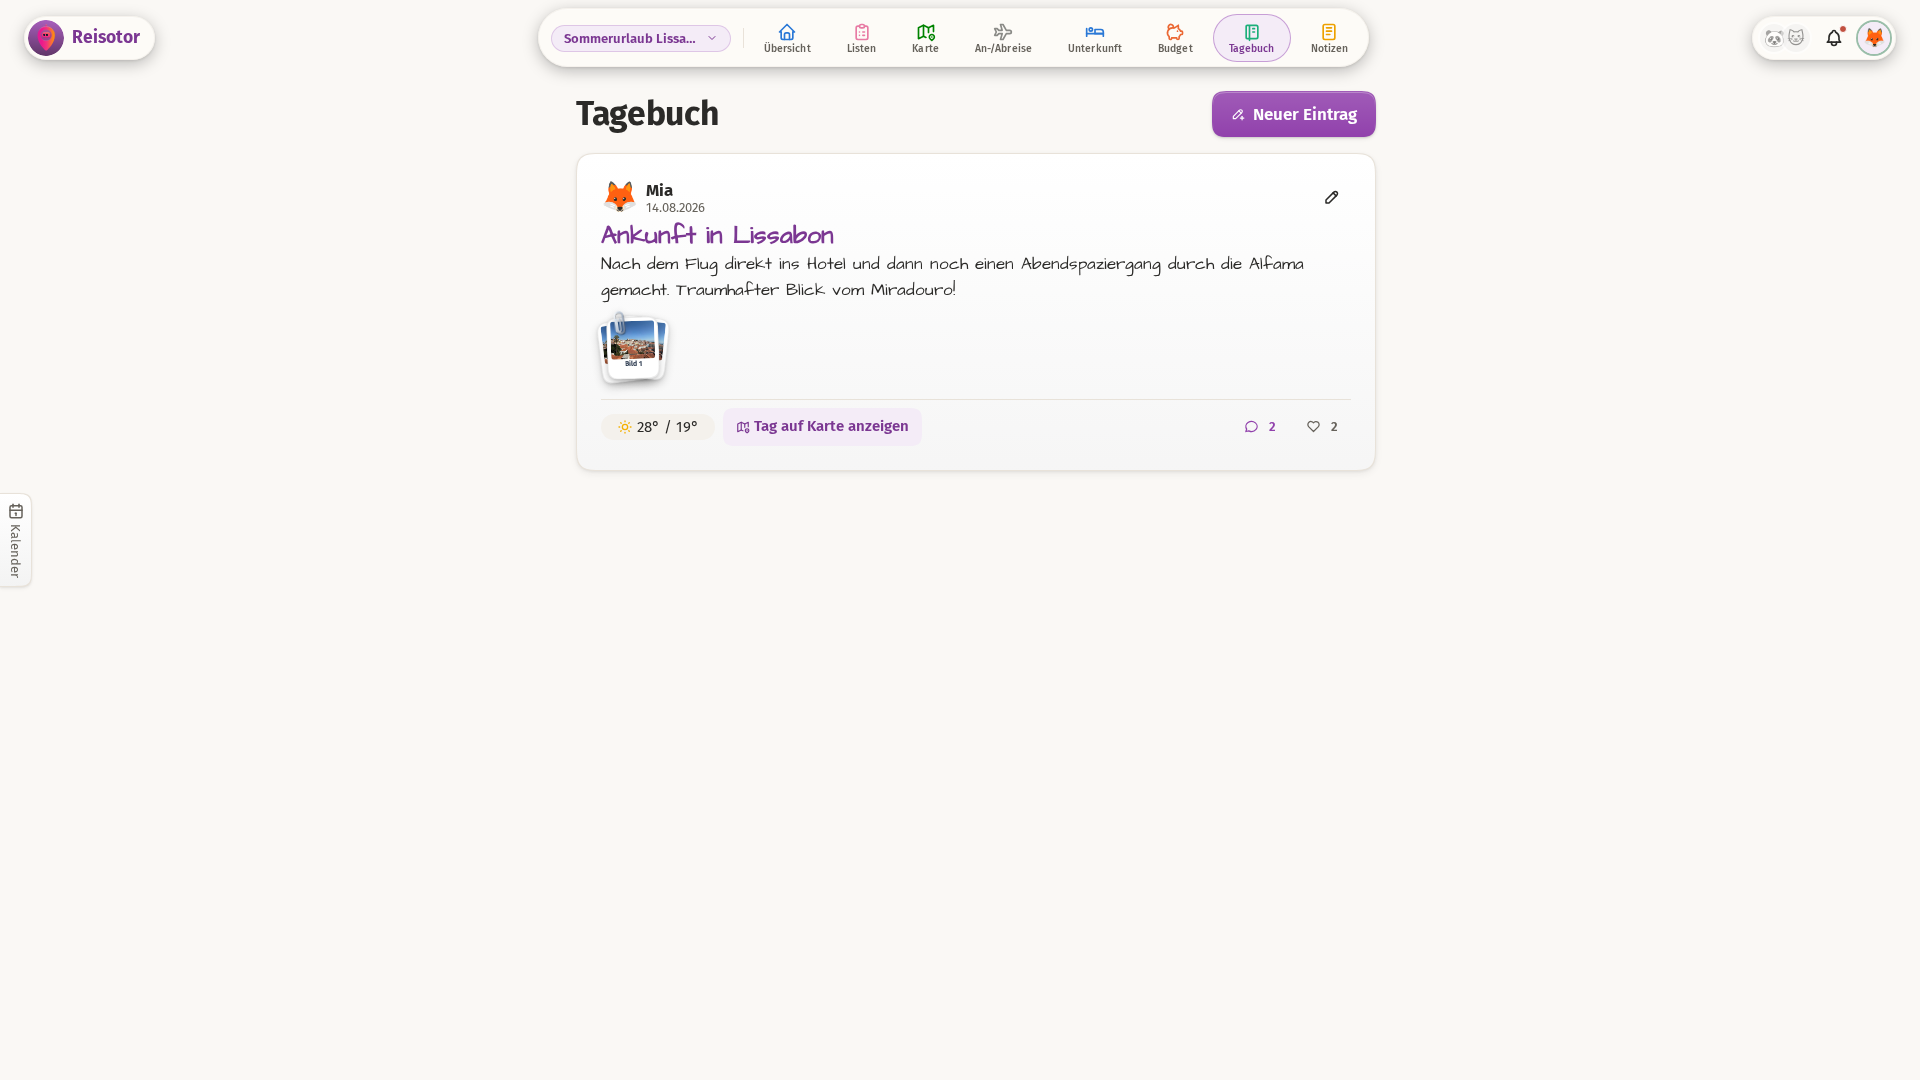 Reisotor
Sommerurlaub Lissa...
Übersicht
Listen
Karte
An-/Abreise
Unterkunft
Budget
Tagebuch
Notizen
Tagebuch
Neuer Eintrag
Mia
14.08.2026
Ankunft in Lissabon
Nach dem Flug direkt ins Hotel und dann noch einen Abendspaziergang durch die Alfama
gemacht. Traumhafter Blick vom Miradouro!
Bild 1
28° / 19°
Tag auf Karte anzeigen
2
2
Kalender